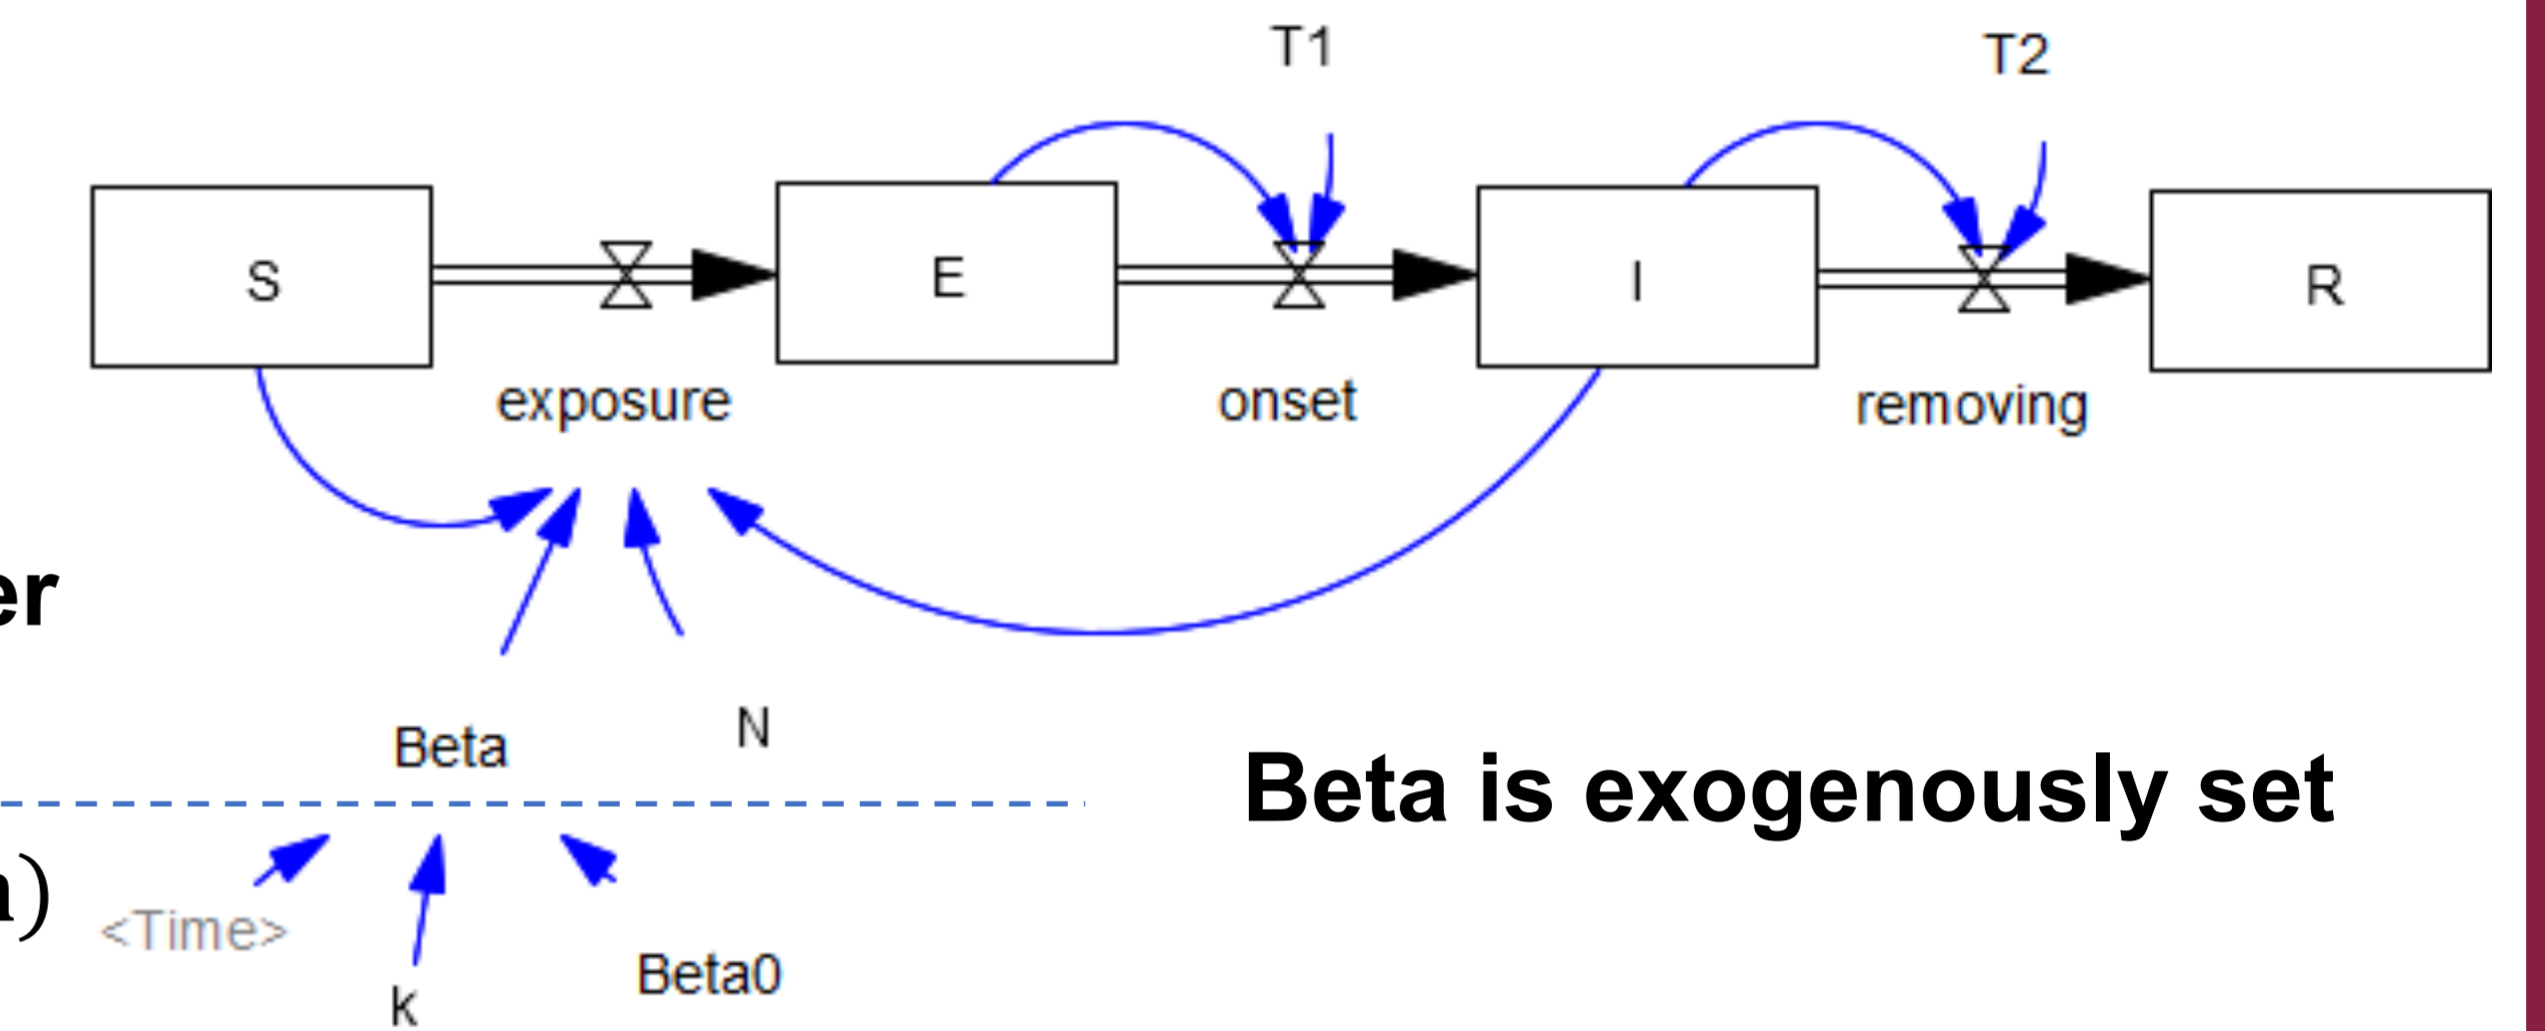 T1
T2
S
E
I
R
exposure
onset
removing
er
Beta
N
Beta is exogenously set
)
<Time>
k
Beta0